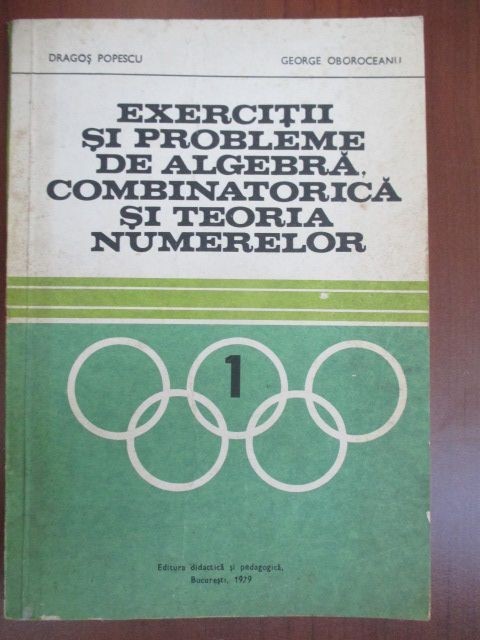 DRAGOȘ POPESCU
GEORGE OBOROCEANU
EXERCIȚII
ȘI PROBLEME
DE ALGEBRĂ,
COMBINATORICĂ
ȘI TEORIA
NUMERELOR
1
Editura didactică și pedagogică,
București, 1979